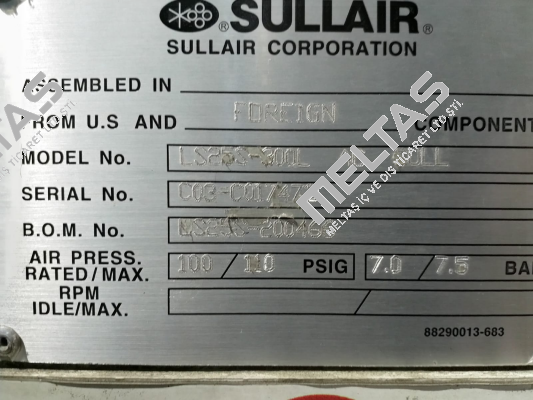 SULLAIR®
SULLAIR CORPORATION
ASSEMBLED IN
FROM U.S AND FOREIGN COMPONENT
MODEL No.
SERIAL No.
B.O.M. No.
AIR PRESS. RATED/MAX. 100 / 110 PSIG 7.0 / 7.5 BA
RPM
IDLE/MAX. /
88290013-683
MELTAS
MELTAŞ İÇ VE DIŞ TİCARET LTD.ŞTİ.